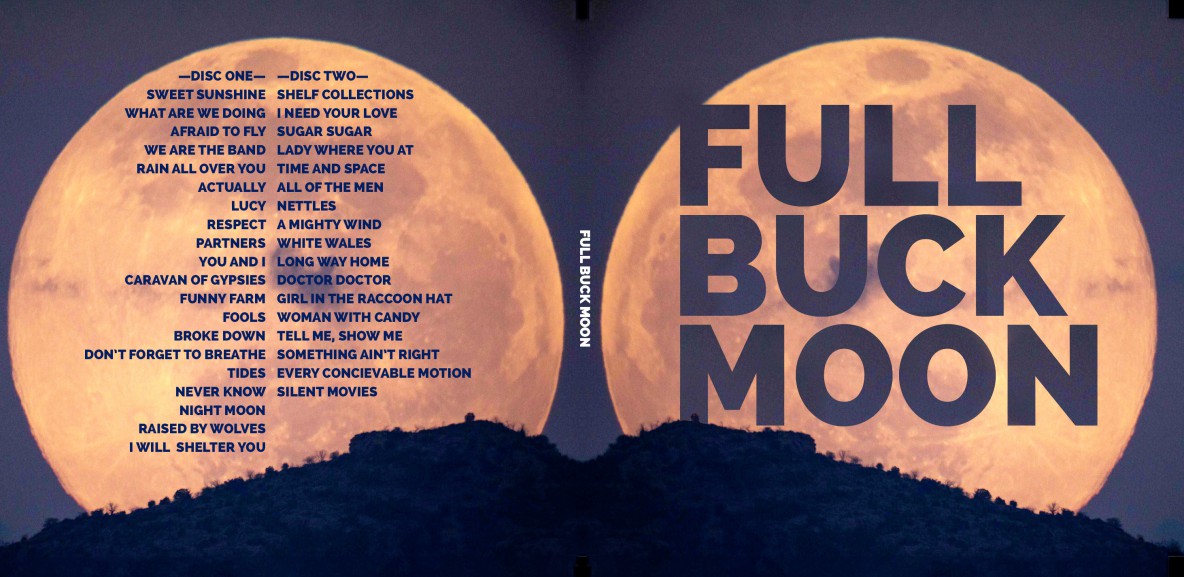 —DISC ONE—
SWEET SUNSHINE
WHAT ARE WE DOING
AFRAID TO FLY
WE ARE THE BAND
RAIN ALL OVER YOU
ACTUALLY
LUCY
RESPECT
PARTNERS
YOU AND I
CARAVAN OF GYPSIES
FUNNY FARM
FOOLS
BROKE DOWN
DON'T FORGET TO BREATHE
TIDES
NEVER KNOW
NIGHT MOON
RAISED BY WOLVES
I WILL SHELTER YOU
—DISC TWO—
SHELF COLLECTIONS
I NEED YOUR LOVE
SUGAR SUGAR
LADY WHERE YOU AT
TIME AND SPACE
ALL OF THE MEN
NETTLES
A MIGHTY WIND
WHITE WALES
LONG WAY HOME
DOCTOR DOCTOR
GIRL IN THE RACCOON HAT
WOMAN WITH CANDY
TELL ME, SHOW ME
SOMETHING AIN'T RIGHT
EVERY CONCIEVABLE MOTION
SILENT MOVIES
FULL BUCK MOON
FULL
BUCK
MOON